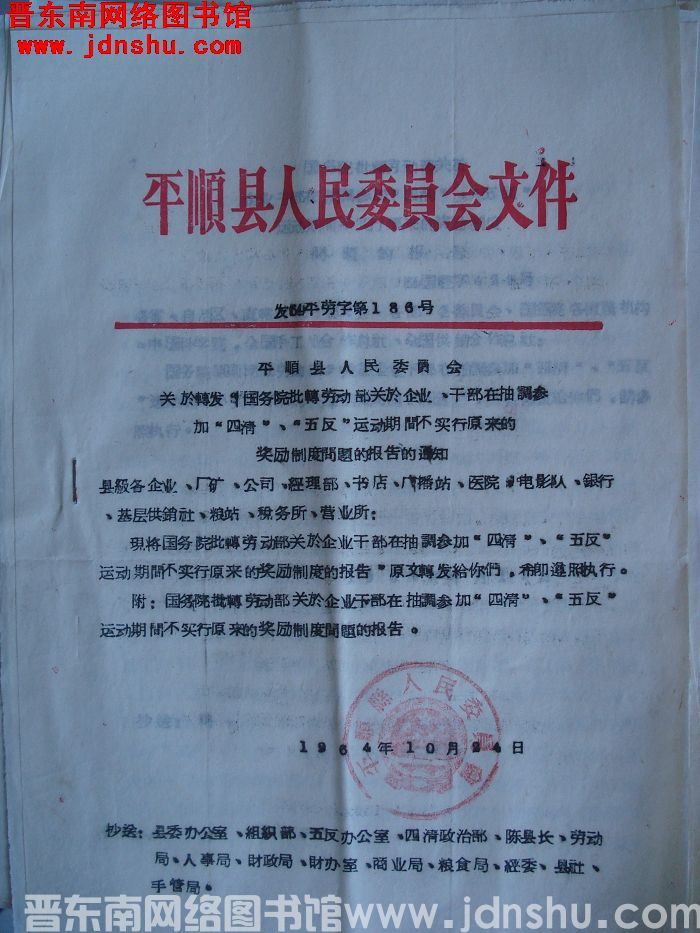 晋东南网络图书馆
www.jdnshu.com
平順县人民委員会文件
发64平劳字第186号
平順县人民委員会
关於轉发“国务院批轉劳动部关於企业、干部在抽調参
加“四清”、“五反”运动期間不实行原来的
奖励制度問題的报告的通知
县級各企业、厂矿、公司、經理部、书店、广播站、医院、电影队、銀行
、基层供銷社、粮站、稅务所、营业所：
現将国务院批轉劳动部关於企业干部在抽調参加“四清”、“五反”
运动期間不实行原来的奖励制度的报告”原文轉发給你們，希即遵照执行。
附：国务院批轉劳动部关於企业干部在抽調参加“四清”、“五反”
运动期間不实行原来的奖励制度問題的报告。
平順縣人民委員會
1964年10月24日
抄送：县委办公室、組織部、五反办公室、四清政治部、陈县长、劳动
局、人事局、財政局、財办室、商业局、粮食局、經委、县社、
手管局。
晋东南网络图书馆www.jdnshu.com